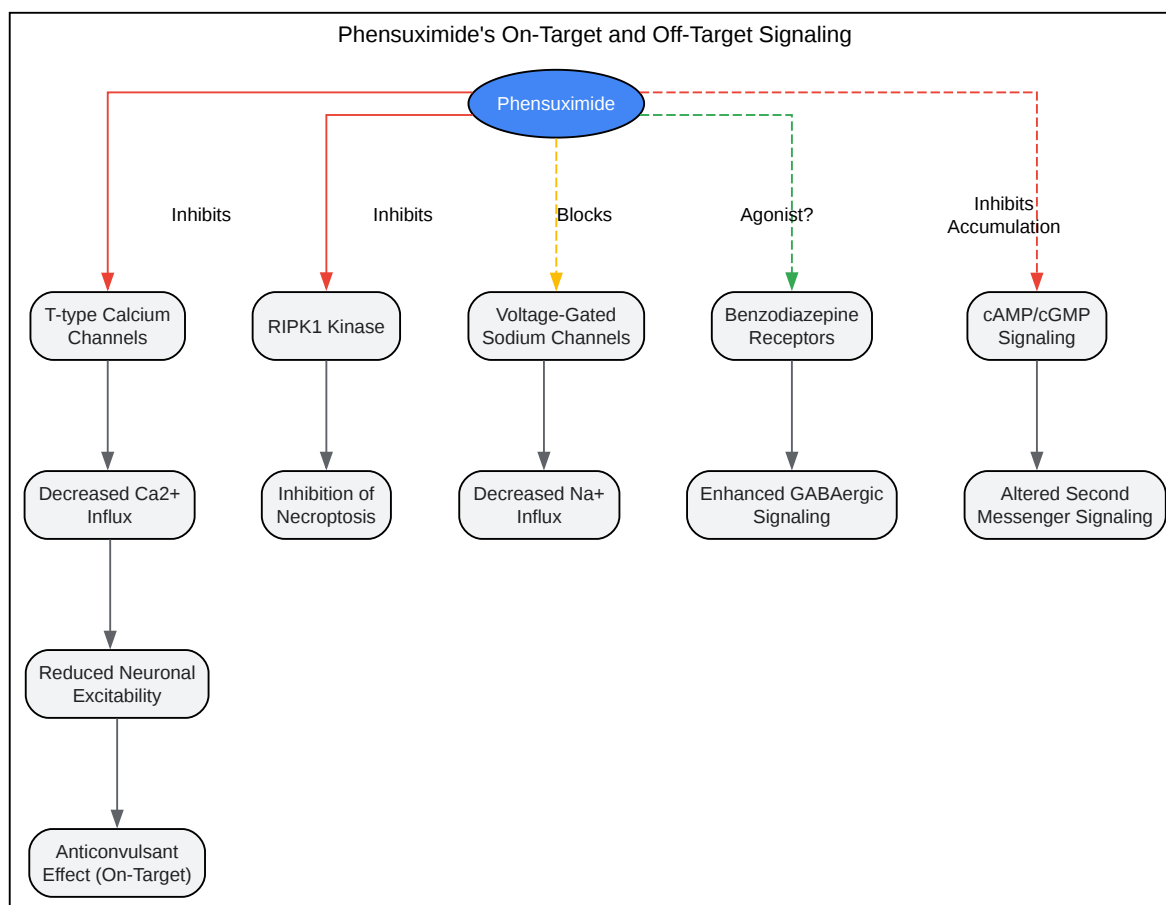 Phensuximide's On-Target and Off-Target Signaling
Phensuximide
Inhibits
Inhibits
Blocks
Agonist?
Inhibits
Accumulation
T-type Calcium
Channels
RIPK1 Kinase
Voltage-Gated
Sodium Channels
Benzodiazepine
Receptors
cAMP/cGMP
Signaling
Decreased Ca2+
Influx
Inhibition of
Necroptosis
Decreased Na+
Influx
Enhanced GABAergic
Signaling
Altered Second
Messenger Signaling
Reduced Neuronal
Excitability
Anticonvulsant
Effect (On-Target)